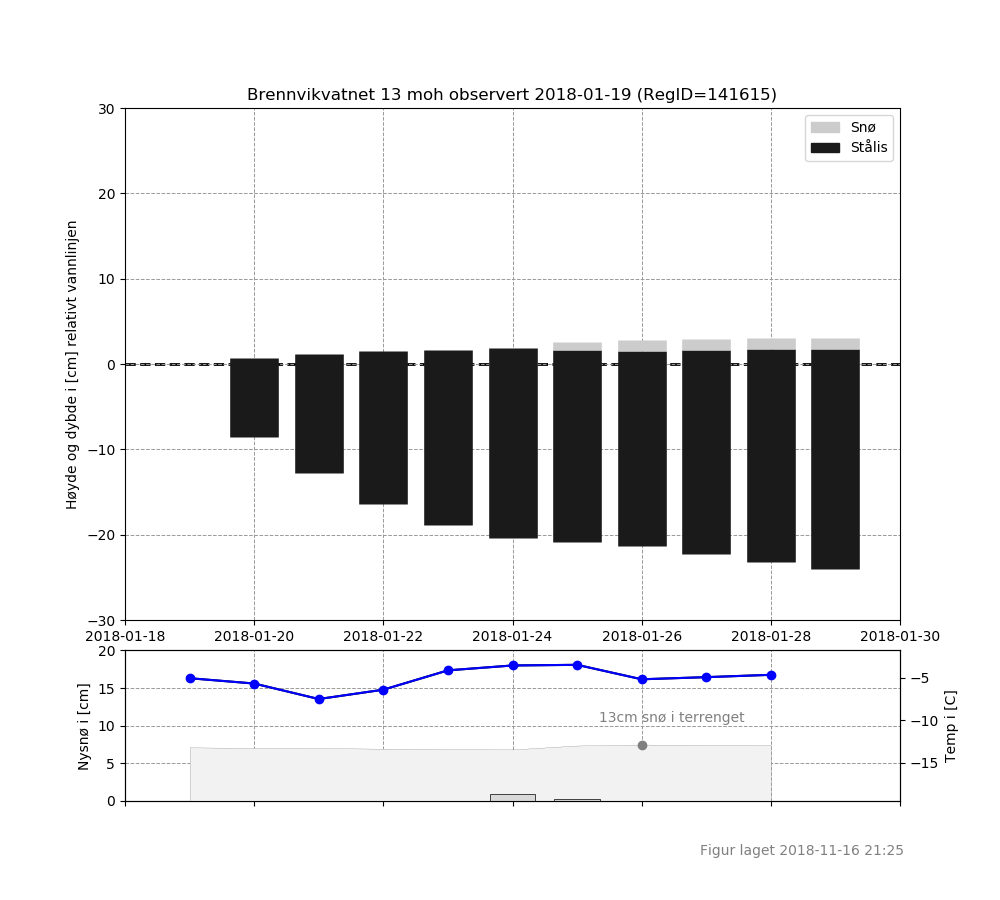 Brennvikvatnet 13 moh observert 2018-01-19 (RegID=141615)
Snø
Stålis
Høyde og dybde i [cm] relativt vannlinjen
30
20
10
0
−10
−20
−30
2018-01-18 2018-01-20 2018-01-22 2018-01-24 2018-01-26 2018-01-28 2018-01-30
Nysnø i [cm]
20
15
10
5
0
13cm snø i terrenget
−5
−10
−15
Temp i [C]
Figur laget 2018-11-16 21:25